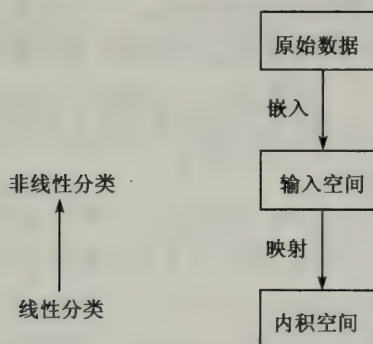 原始数据
嵌入
非线性分类
输入空间
映射
线性分类
内积空间